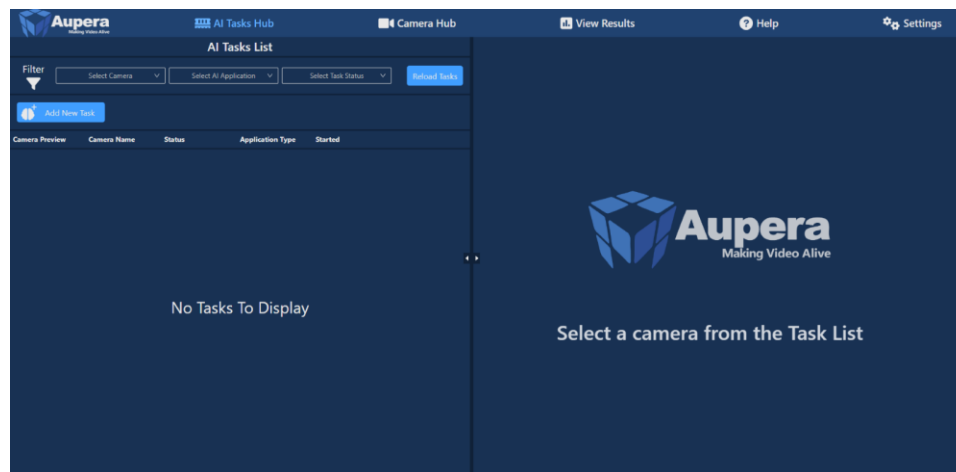 Aupera
Making Video Alive
AI Tasks Hub
Camera Hub
View Results
? Help
Settings
AI Tasks List
Filter
Select Camera
Select AI Application
Select Task Status
Reload Tasks
Add New Task
Camera Preview Camera Name Status Application Type Started
No Tasks To Display
Aupera
Making Video Alive
Select a camera from the Task List